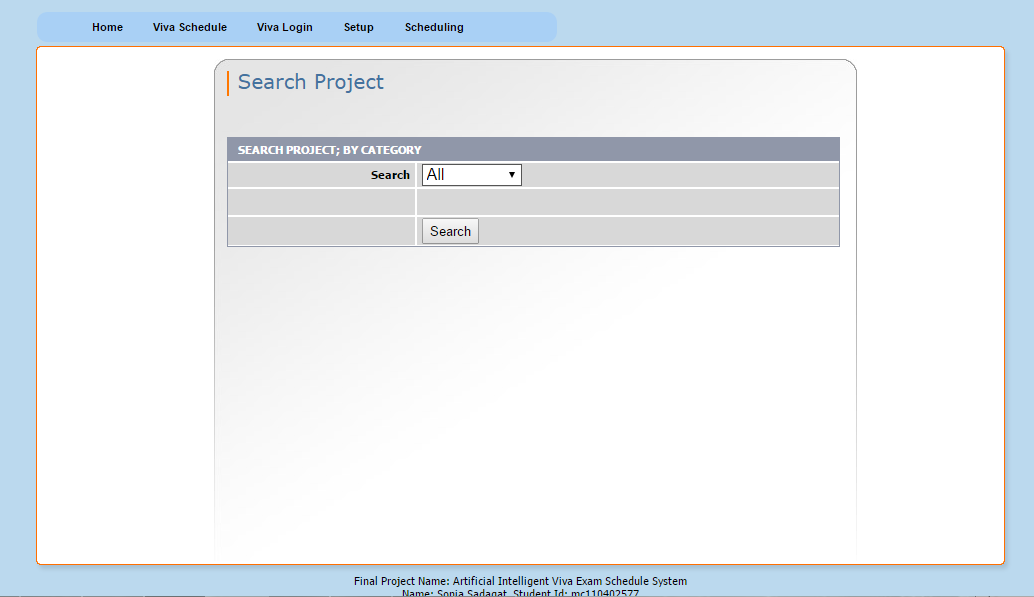 Home Viva Schedule Viva Login Setup Scheduling
Search Project
SEARCH PROJECT; BY CATEGORY
Search All
Search
Final Project Name: Artificial Intelligent Viva Exam Schedule System
Name: Sonia Sadaqat, Student Id: mc110402577